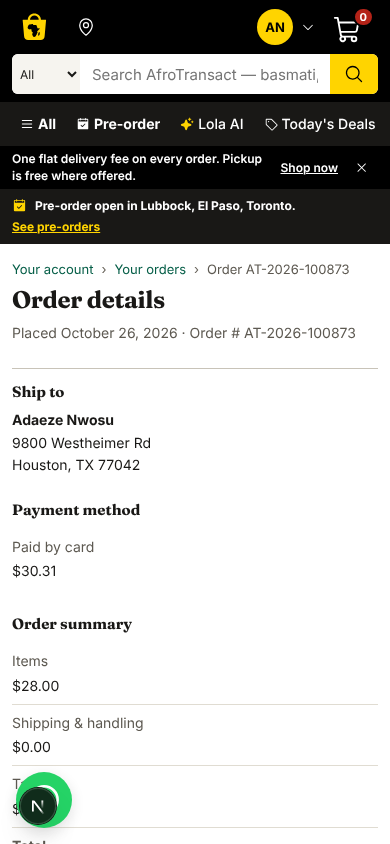 AN
0
All
Search AfroTransact — basmati,
All
Pre-order
Lola AI
Today's Deals
One flat delivery fee on every order. Pickup
is free where offered.
Shop now
Pre-order open in Lubbock, El Paso, Toronto.
See pre-orders
Your account › Your orders › Order AT-2026-100873
Order details
Placed October 26, 2026 · Order # AT-2026-100873
Ship to
Adaeze Nwosu
9800 Westheimer Rd
Houston, TX 77042
Payment method
Paid by card
$30.31
Order summary
Items
$28.00
Shipping & handling
$0.00
N
Total